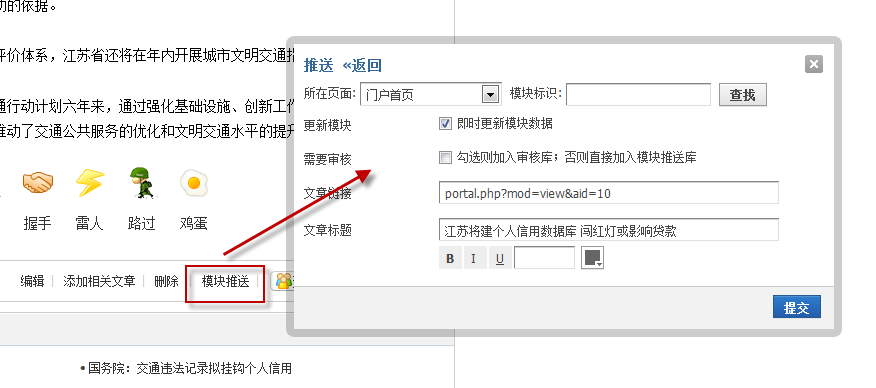 的依据。
评价体系，江苏省还将在年内开展城市文明交通指
通行动计划六年来，通过强化基础设施、创新工作
推动了交通公共服务的优化和文明交通水平的提升
握手 雷人 路过 鸡蛋
编辑 添加相关文章 删除 模块推送
•国务院：交通违法记录拟挂钩个人信用
推送 «返回
所在页面: 门户首页 模块标识: 查找
更新模块 即时更新模块数据
需要审核 勾选则加入审核库；否则直接加入模块推送库
文章链接 portal.php?mod=view&aid=10
文章标题 江苏将建个人信用数据库 闯红灯或影响贷款
B I U
提交